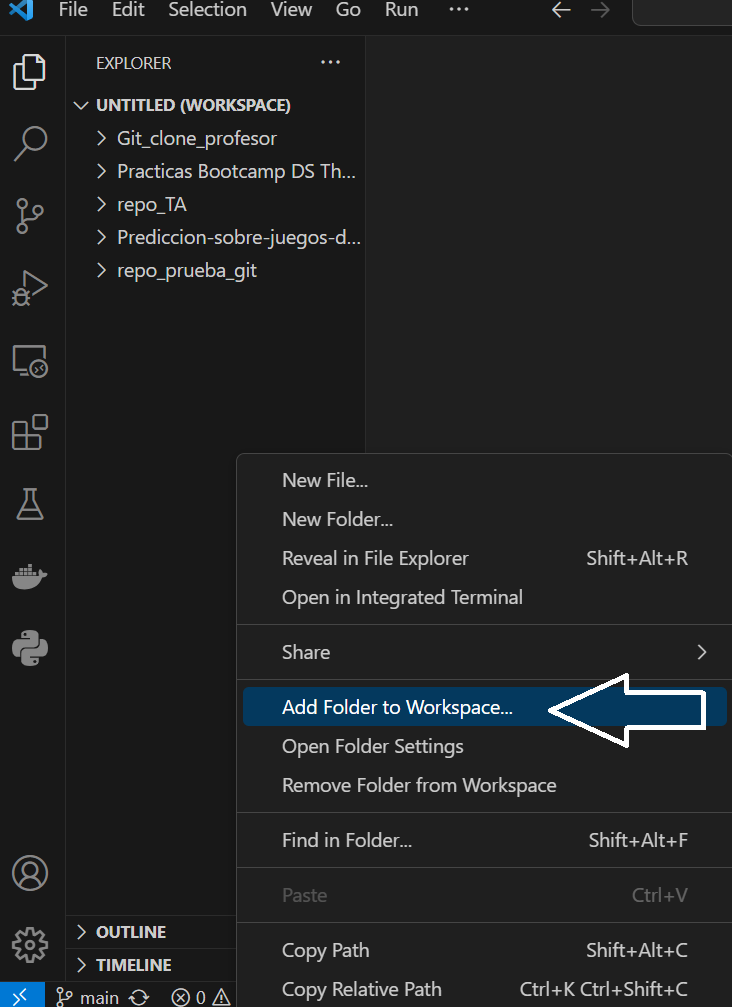 File Edit Selection View Go Run ...
EXPLORER ...
UNTITLED (WORKSPACE)
Git_clone_profesor
Practicas Bootcamp DS Th...
repo_TA
Prediccion-sobre-juegos-d...
repo_prueba_git
New File...
New Folder...
Reveal in File Explorer Shift+Alt+R
Open in Integrated Terminal
Share
Add Folder to Workspace...
Open Folder Settings
Remove Folder from Workspace
Find in Folder... Shift+Alt+F
Paste Ctrl+V
Copy Path Shift+Alt+C
Copy Relative Path Ctrl+K Ctrl+Shift+C
OUTLINE
TIMELINE
main 0